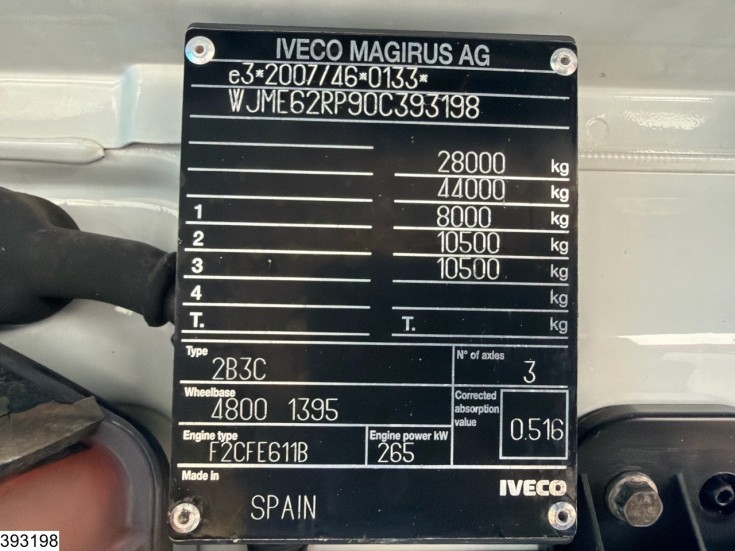 IVECO MAGIRUS AG
e3*2007/46*0133*
WJME62RP90C393198
28000 kg
44000 kg
1 8000 kg
2 10500 kg
3 10500 kg
4 kg
T. T. kg
Type N° of axles
2B3C 3
Wheelbase Corrected absorption value
4800 1395 0.516
Engine type Engine power kW
F2CFE611B 265
Made in IVECO
SPAIN
393198